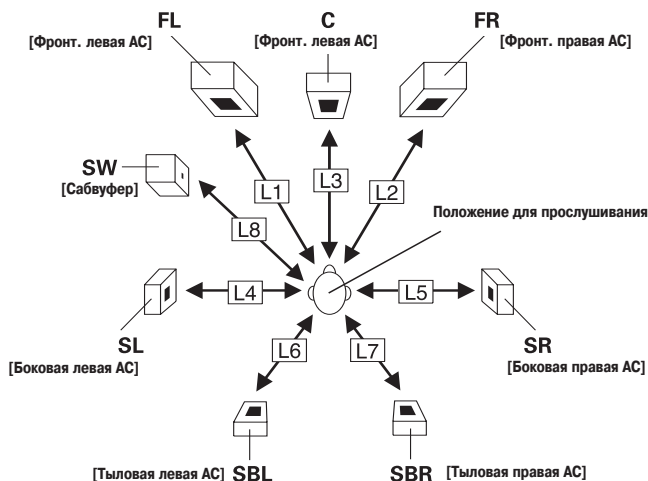 FL
C
FR
[Фронт. левая АС]
[Фронт. левая АС]
[Фронт. правая АС]
SW
[Сабвуфер]
L1
L3
L2
Положение для прослушивания
L8
L4
L5
SL
[Боковая левая АС]
SR
[Боковая правая АС]
L6
L7
[Тыловая левая АС] SBL
SBR [Тыловая правая АС]